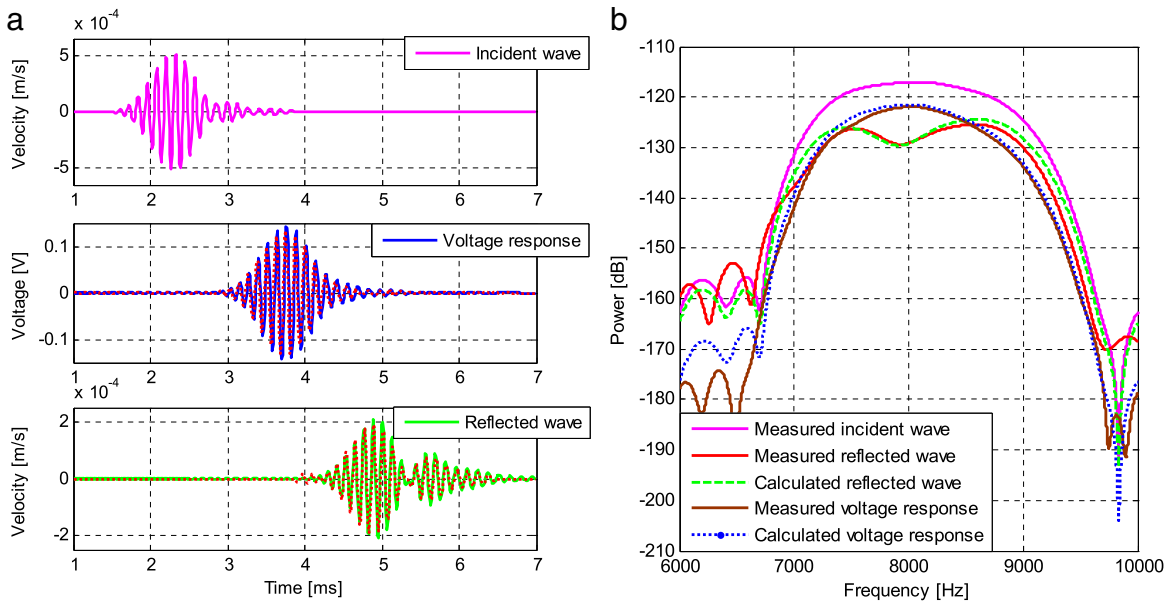 a
x 10⁻⁴
Velocity [m/s]
5
0
-5
Incident wave
1 2 3 4 5 6 7
Voltage [V]
0.1
0
-0.1
Voltage response
1 2 3 4 5 6 7
x 10⁻⁴
Velocity [m/s]
2
0
-2
Reflected wave
1 2 3 4 5 6 7
Time [ms]
b
Power [dB]
-110
-120
-130
-140
-150
-160
-170
-180
-190
-200
-210
Measured incident wave
Measured reflected wave
Calculated reflected wave
Measured voltage response
Calculated voltage response
6000 7000 8000 9000 10000
Frequency [Hz]